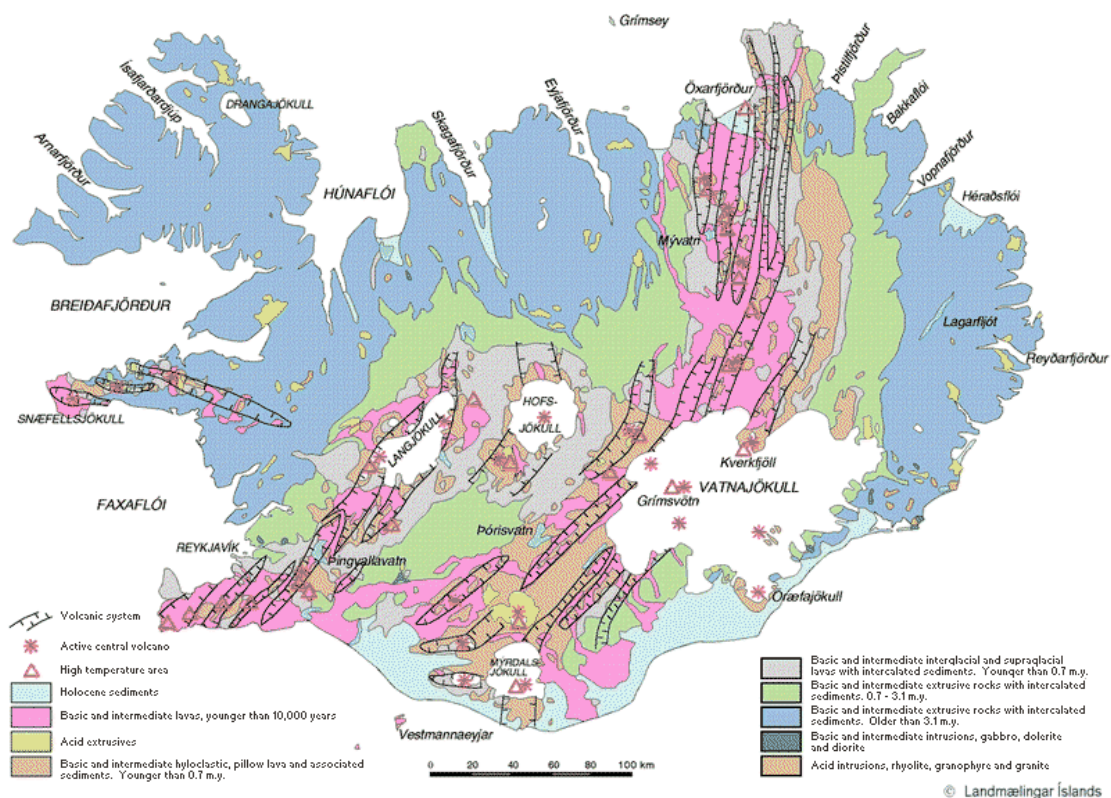 Grímsey
Þistilfjörður
Ísafjarðardjúp
Öxarfjörður
DRANGAJÖKULL
Eyjafjörður
Bakkaflói
Skagafjörður
Arnarfjörður
Vopnafjörður
HÚNAFLÓI
Héraðsflói
Mývatn
BREIÐAFJÖRÐUR
Lagarfljót
Reyðarfjörður
SNÆFELLSJÖKULL
HOFS-
JÖKULL
LANGJÖKULL
Kverkfjöll
VATNAJÖKULL
Grímsvötn
FAXAFLÓI
Þórisvatn
REYKJAVÍK
Þingvallavatn
Öræfajökull
MÝRDALS-
JÖKULL
Vestmannaeyjar
Volcanic system
Active central volcano
High temperature area
Holocene sediments
Basic and intermediate lavas, younger than 10,000 years
Acid extrusives
Basic and intermediate hyloclastic, pillow lava and associated
sediments. Younger than 0.7 m.y.
0 20 40 60 80 100 km
Basic and intermediate interglacial and supraglacial
lavas with intercalated sediments. Younger than 0.7 m.y.
Basic and intermediate extrusive rocks with intercalated
sediments. 0.7 - 3.1 m.y.
Basic and intermediate extrusive rocks with intercalated
sediments. Older than 3.1 m.y.
Basic and intermediate intrusions, gabbro, dolerite
and diorite
Acid intrusions, rhyolite, granophyre and granite
© Landmælingar Íslands